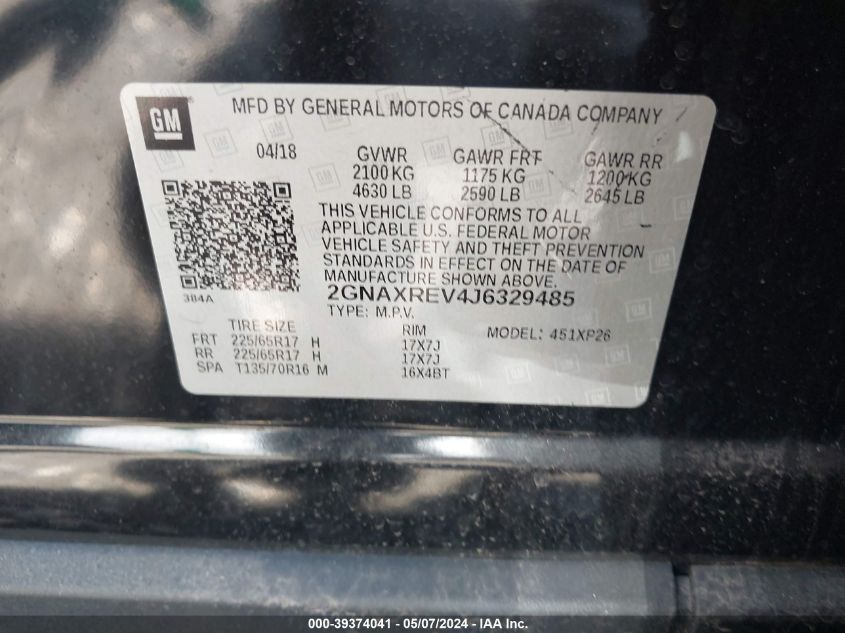 GM
MFD BY GENERAL MOTORS OF CANADA COMPANY
04/18 GVWR GAWR FRT GAWR RR
2100 KG 1175 KG 1200 KG
4630 LB 2590 LB 2645 LB
THIS VEHICLE CONFORMS TO ALL
APPLICABLE U.S. FEDERAL MOTOR
VEHICLE SAFETY AND THEFT PREVENTION
STANDARDS IN EFFECT ON THE DATE OF
MANUFACTURE SHOWN ABOVE.
384A
2GNAXREV4J6329485
TYPE: M.P.V.
TIRE SIZE RIM MODEL: 451XP26
FRT 225/65R17 H 17X7J
RR 225/65R17 H 17X7J
SPA T135/70R16 M 16X4BT
000-39374041 - 05/07/2024 - IAA Inc.